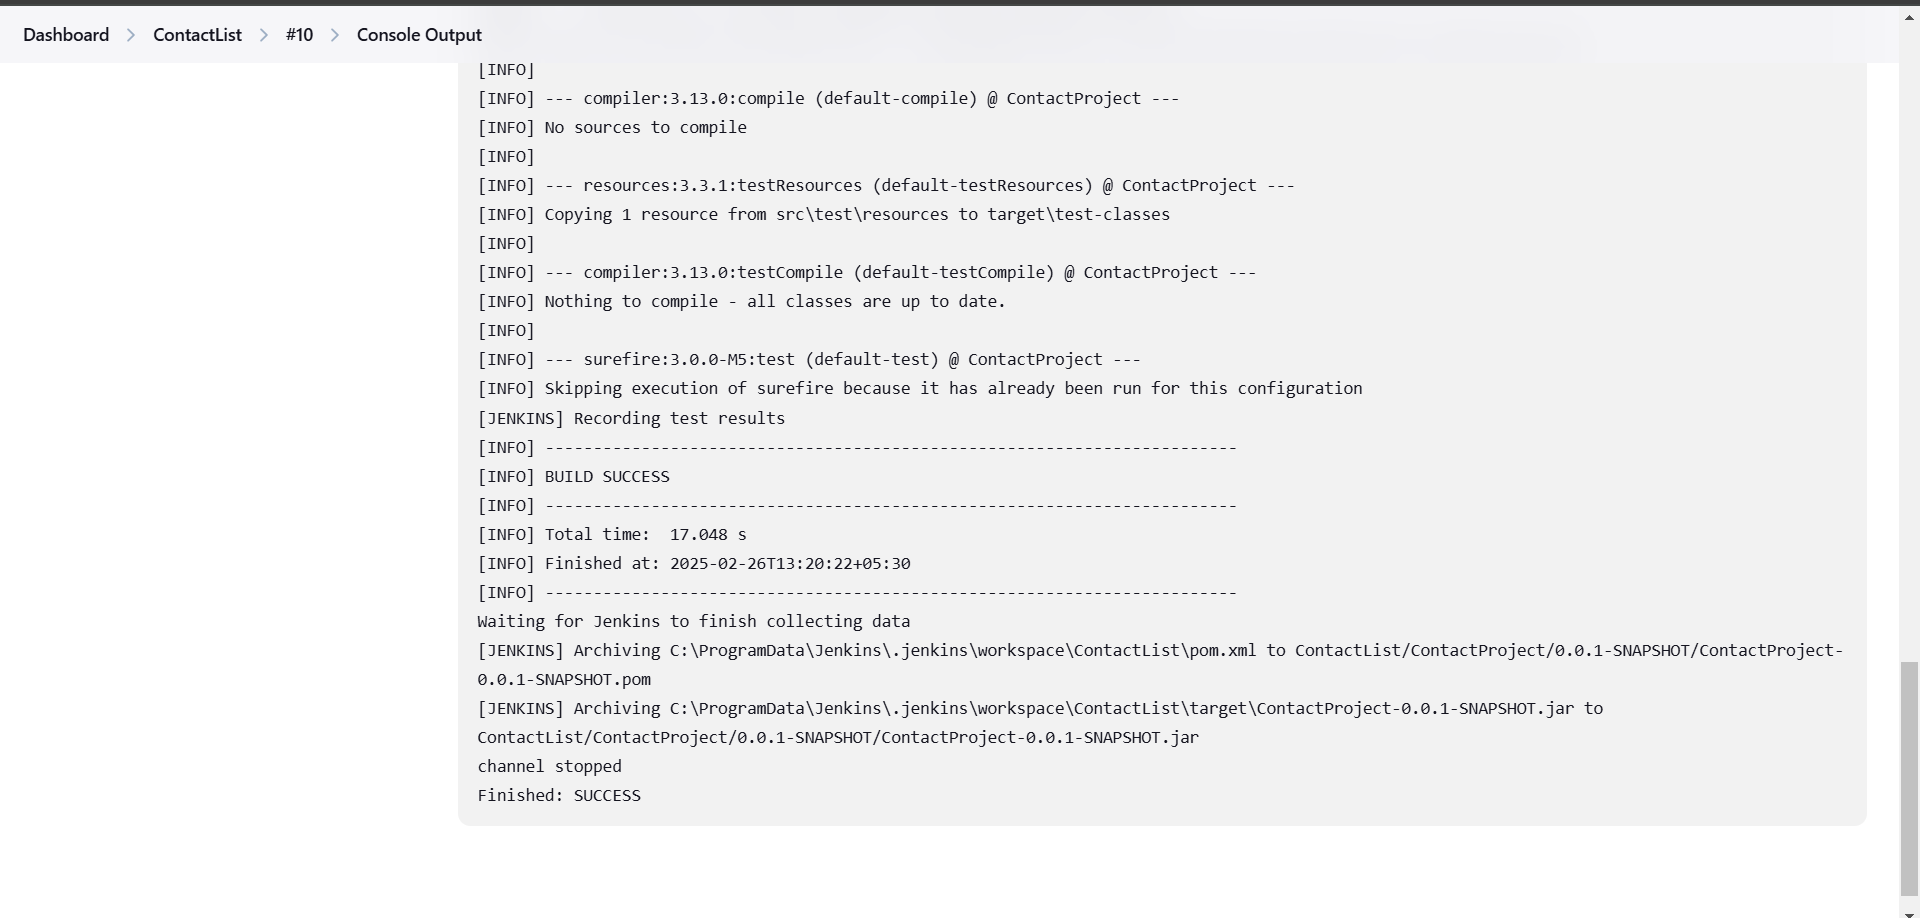 Dashboard > ContactList > #10 > Console Output
[INFO]
[INFO] --- compiler:3.13.0:compile (default-compile) @ ContactProject ---
[INFO] No sources to compile
[INFO]
[INFO] --- resources:3.3.1:testResources (default-testResources) @ ContactProject ---
[INFO] Copying 1 resource from src\test\resources to target\test-classes
[INFO]
[INFO] --- compiler:3.13.0:testCompile (default-testCompile) @ ContactProject ---
[INFO] Nothing to compile - all classes are up to date.
[INFO]
[INFO] --- surefire:3.0.0-M5:test (default-test) @ ContactProject ---
[INFO] Skipping execution of surefire because it has already been run for this configuration
[JENKINS] Recording test results
[INFO] ------------------------------------------------------------------------
[INFO] BUILD SUCCESS
[INFO] ------------------------------------------------------------------------
[INFO] Total time:  17.048 s
[INFO] Finished at: 2025-02-26T13:20:22+05:30
[INFO] ------------------------------------------------------------------------
Waiting for Jenkins to finish collecting data
[JENKINS] Archiving C:\ProgramData\Jenkins\.jenkins\workspace\ContactList\pom.xml to ContactList/ContactProject/0.0.1-SNAPSHOT/ContactProject-
0.0.1-SNAPSHOT.pom
[JENKINS] Archiving C:\ProgramData\Jenkins\.jenkins\workspace\ContactList\target\ContactProject-0.0.1-SNAPSHOT.jar to
ContactList/ContactProject/0.0.1-SNAPSHOT/ContactProject-0.0.1-SNAPSHOT.jar
channel stopped
Finished: SUCCESS